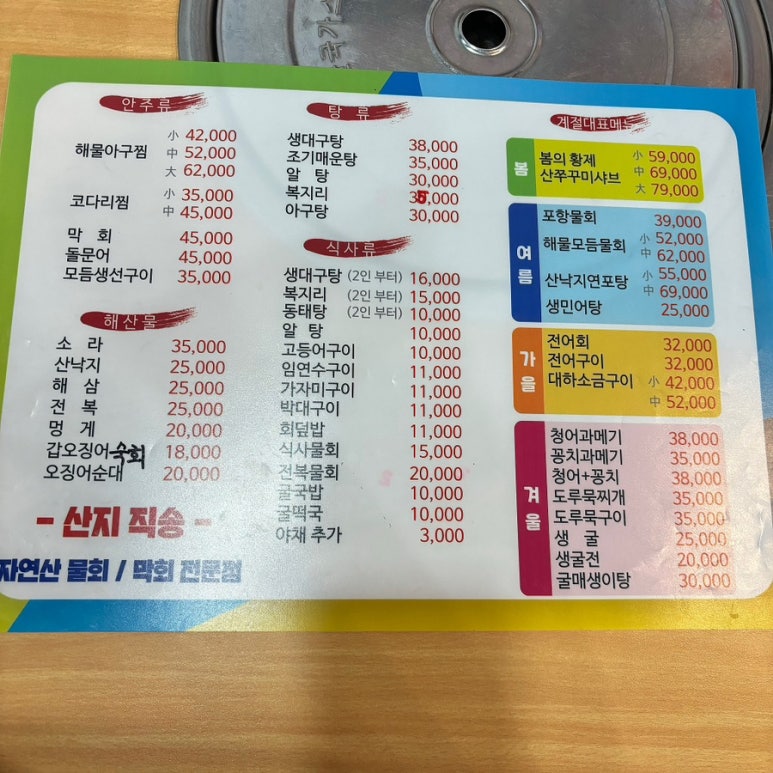 안주류
해물아구찜 小 42,000
中 52,000
大 62,000
코다리찜 小 35,000
中 45,000
막 회 45,000
돌문어 45,000
모듬생선구이 35,000
해산물
소 라 35,000
산낙지 25,000
해 삼 25,000
전 복 25,000
멍 게 20,000
갑오징어숙회 18,000
오징어순대 20,000
- 산지 직송 -
자연산 물회 / 막회 전문점
탕 류
생대구탕 38,000
조기매운탕 35,000
알 탕 30,000
복지리 35,000
아구탕 30,000
식사류
생대구탕 (2인 부터) 16,000
복지리 (2인 부터) 15,000
동태탕 (2인 부터) 10,000
알 탕 10,000
고등어구이 10,000
임연수구이 11,000
가자미구이 11,000
박대구이 11,000
회덮밥 11,000
식사물회 15,000
전복물회 20,000
굴국밥 10,000
굴떡국 10,000
야채 추가 3,000
계절대표메뉴
봄
봄의 황제 小 59,000
산쭈꾸미샤브 中 69,000
大 79,000
여름
포항물회 39,000
해물모듬물회 小 52,000
中 62,000
산낙지연포탕 小 55,000
中 69,000
생민어탕 25,000
가을
전어회 32,000
전어구이 32,000
대하소금구이 小 42,000
中 52,000
겨울
청어과메기 38,000
꽁치과메기 35,000
청어+꽁치 38,000
도루묵찌개 35,000
도루묵구이 35,000
생 굴 25,000
생굴전 20,000
굴매생이탕 30,000